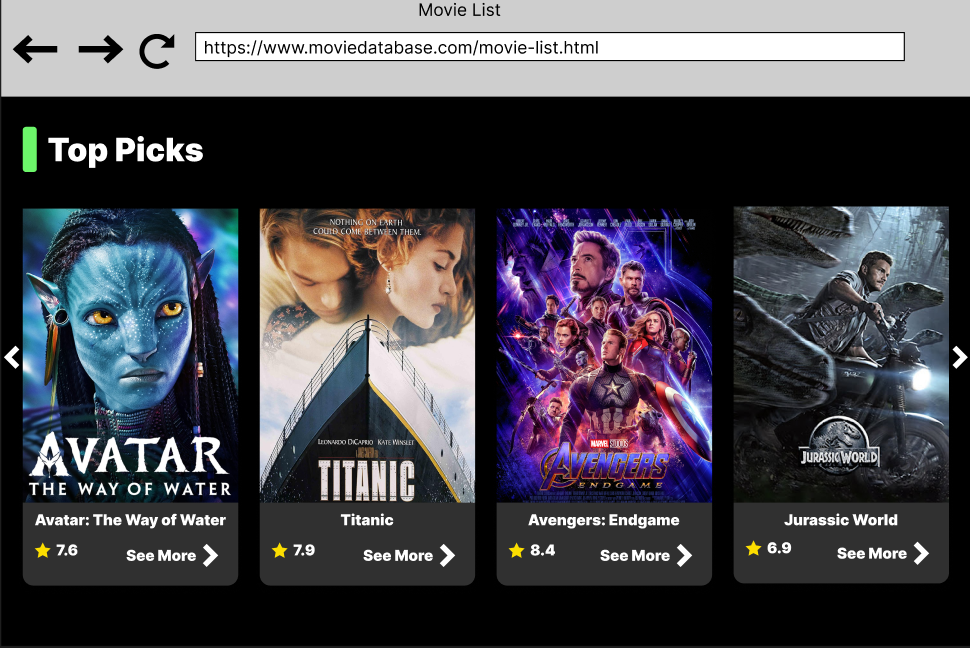 Movie List
https://www.moviedatabase.com/movie-list.html
Top Picks
AVATAR
THE WAY OF WATER
NOTHING ON EARTH
COULD COME BETWEEN THEM.
LEONARDO DICAPRIO KATE WINSLET
TITANIC
MARVEL STUDIOS
AVENGERS
ENDGAME
JURASSIC WORLD
Avatar: The Way of Water
7.6
See More
Titanic
7.9
See More
Avengers: Endgame
8.4
See More
Jurassic World
6.9
See More